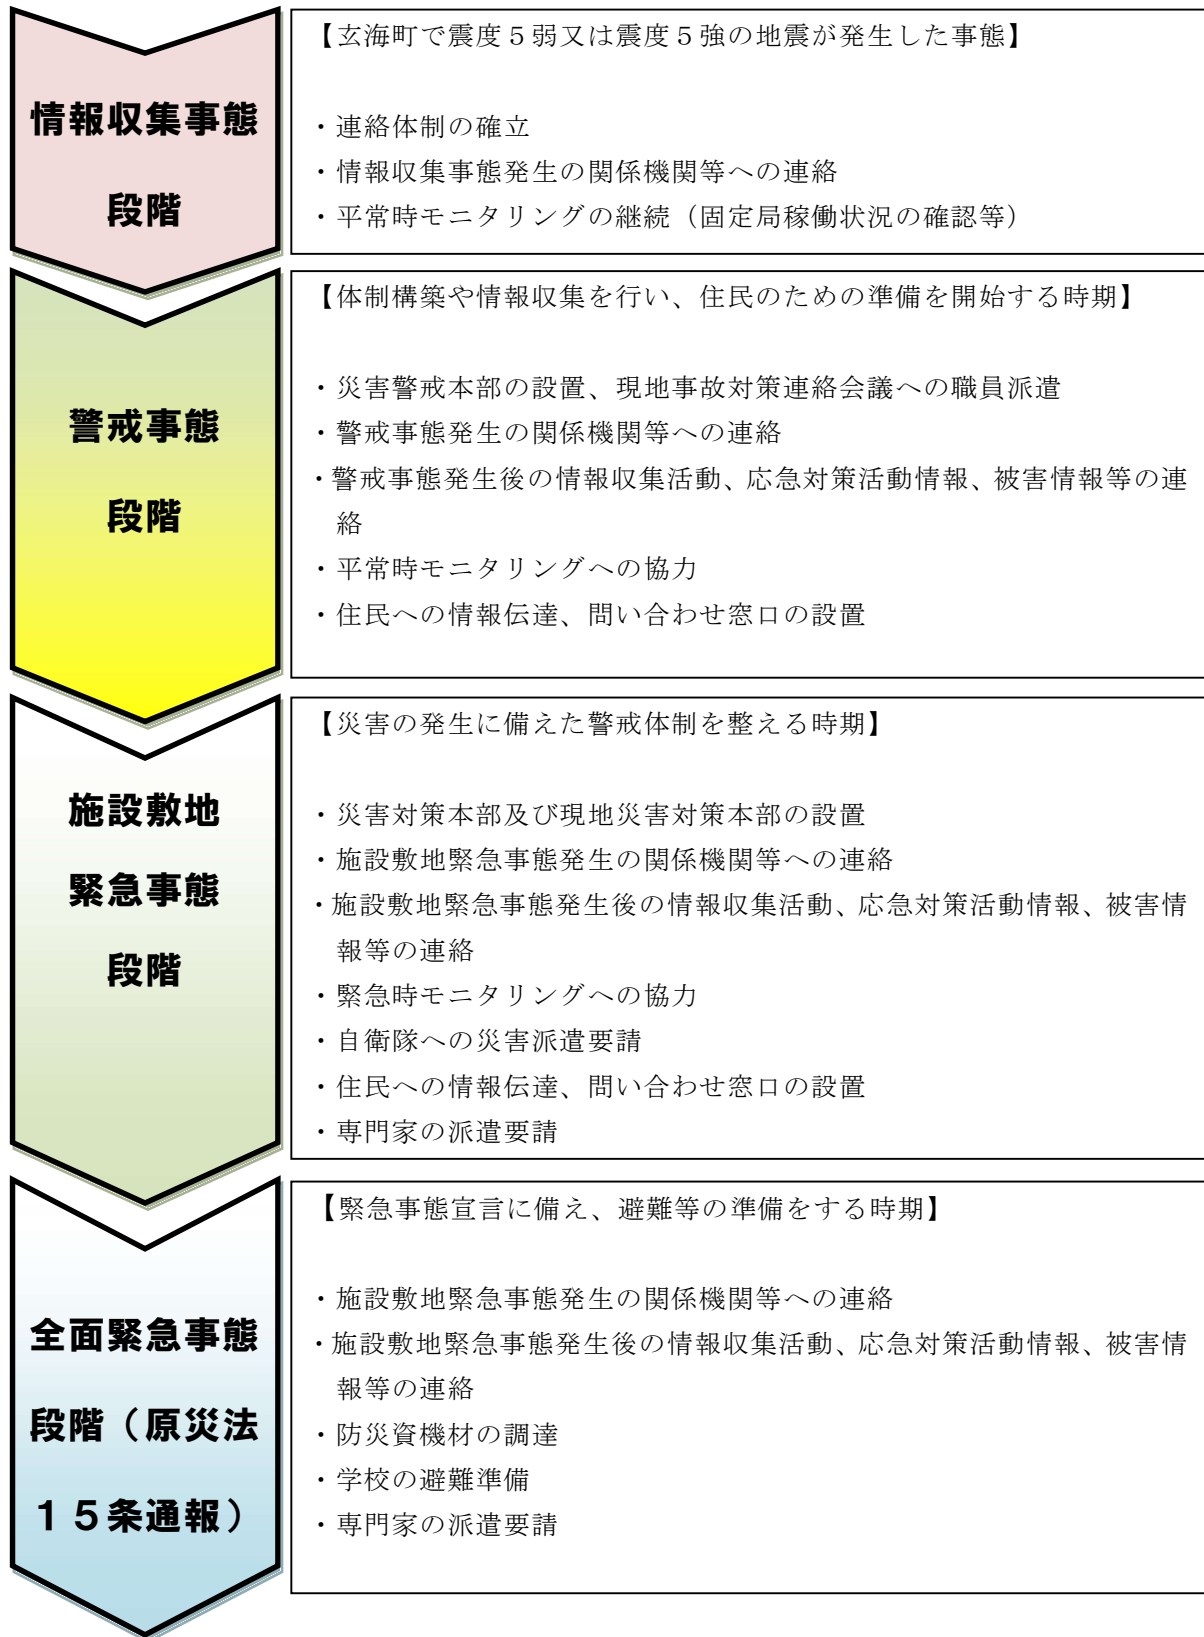 情報収集事態
段階
【玄海町で震度５弱又は震度５強の地震が発生した事態】
・連絡体制の確立
・情報収集事態発生の関係機関等への連絡
・平常時モニタリングの継続（固定局稼働状況の確認等）
警戒事態
段階
【体制構築や情報収集を行い、住民のための準備を開始する時期】
・災害警戒本部の設置、現地事故対策連絡会議への職員派遣
・警戒事態発生の関係機関等への連絡
・警戒事態発生後の情報収集活動、応急対策活動情報、被害情報等の連
絡
・平常時モニタリングへの協力
・住民への情報伝達、問い合わせ窓口の設置
施設敷地
緊急事態
段階
【災害の発生に備えた警戒体制を整える時期】
・災害対策本部及び現地災害対策本部の設置
・施設敷地緊急事態発生の関係機関等への連絡
・施設敷地緊急事態発生後の情報収集活動、応急対策活動情報、被害情
報等の連絡
・緊急時モニタリングへの協力
・自衛隊への災害派遣要請
・住民への情報伝達、問い合わせ窓口の設置
・専門家の派遣要請
全面緊急事態
段階（原災法
１５条通報）
【緊急事態宣言に備え、避難等の準備をする時期】
・施設敷地緊急事態発生の関係機関等への連絡
・施設敷地緊急事態発生後の情報収集活動、応急対策活動情報、被害情
報等の連絡
・防災資機材の調達
・学校の避難準備
・専門家の派遣要請